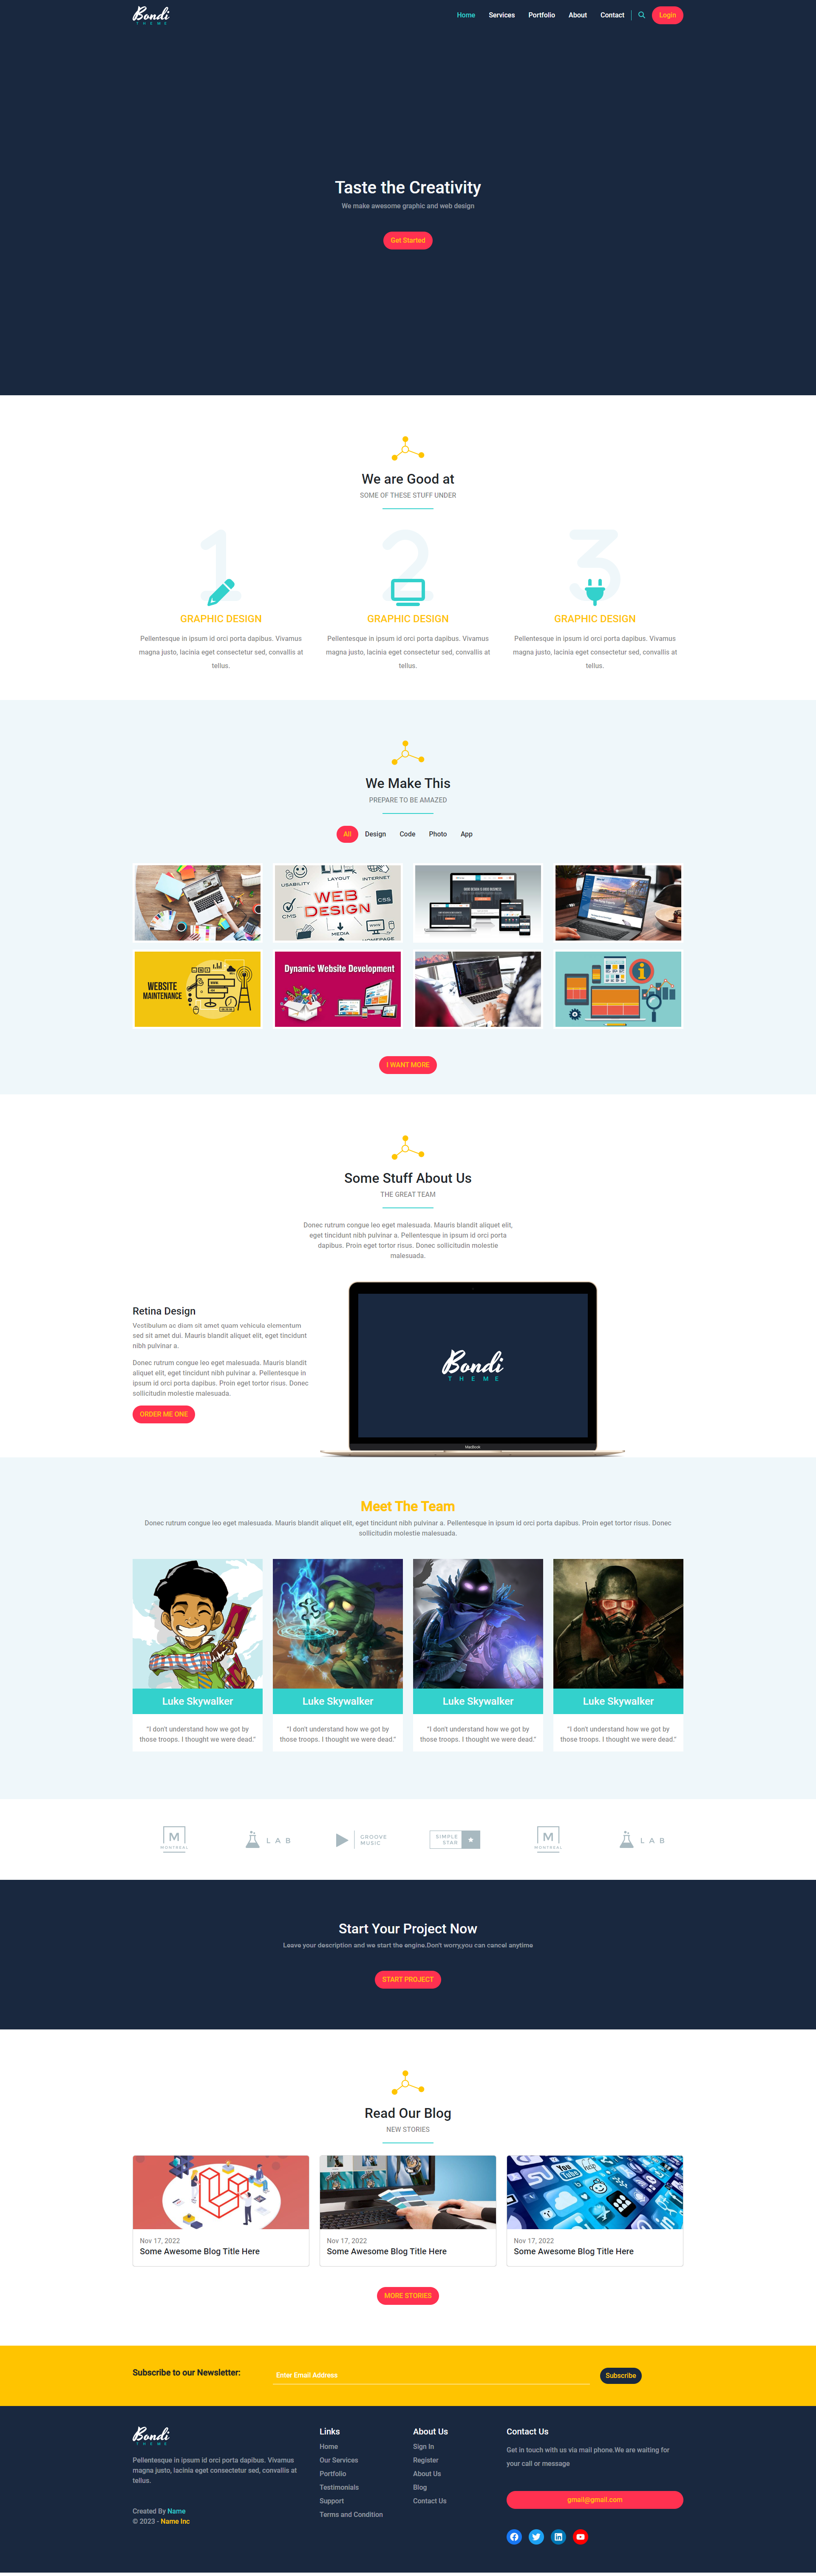 Bondi
THEME
Home Services Portfolio About Contact Login
Taste the Creativity
We make awesome graphic and web design
Get Started
We are Good at
SOME OF THESE STUFF UNDER
1 2 3
GRAPHIC DESIGN
Pellentesque in ipsum id orci porta dapibus. Vivamus
magna justo, lacinia eget consectetur sed, convallis at
tellus.
GRAPHIC DESIGN
Pellentesque in ipsum id orci porta dapibus. Vivamus
magna justo, lacinia eget consectetur sed, convallis at
tellus.
GRAPHIC DESIGN
Pellentesque in ipsum id orci porta dapibus. Vivamus
magna justo, lacinia eget consectetur sed, convallis at
tellus.
We Make This
PREPARE TO BE AMAZED
All Design Code Photo App
USABILITY
LAYOUT
INTERNET
WEB
DESIGN
CSS
CMS
MEDIA
HOMEPAGE
WEBSITE
MAINTENANCE
Dynamic Website Development
I WANT MORE
Some Stuff About Us
THE GREAT TEAM
Donec rutrum congue leo eget malesuada. Mauris blandit aliquet elit,
eget tincidunt nibh pulvinar a. Pellentesque in ipsum id orci porta
dapibus. Proin eget tortor risus. Donec sollicitudin molestie
malesuada.
Retina Design
Vestibulum ac diam sit amet quam vehicula elementum
sed sit amet dui. Mauris blandit aliquet elit, eget tincidunt
nibh pulvinar a.
Donec rutrum congue leo eget malesuada. Mauris blandit
aliquet elit, eget tincidunt nibh pulvinar a. Pellentesque in
ipsum id orci porta dapibus. Proin eget tortor risus. Donec
sollicitudin molestie malesuada.
ORDER ME ONE
Bondi
THEME
MacBook
Meet The Team
Donec rutrum congue leo eget malesuada. Mauris blandit aliquet elit, eget tincidunt nibh pulvinar a. Pellentesque in ipsum id orci porta dapibus. Proin eget tortor risus. Donec
sollicitudin molestie malesuada.
Luke Skywalker
"I don't understand how we got by
those troops. I thought we were dead."
Luke Skywalker
"I don't understand how we got by
those troops. I thought we were dead."
Luke Skywalker
"I don't understand how we got by
those troops. I thought we were dead."
Luke Skywalker
"I don't understand how we got by
those troops. I thought we were dead."
M
MONTREAL
LAB
GROOVE
MUSIC
SIMPLE
STAR
M
MONTREAL
LAB
Start Your Project Now
Leave your description and we start the engine.Don't worry,you can cancel anytime
START PROJECT
Read Our Blog
NEW STORIES
Nov 17, 2022
Some Awesome Blog Title Here
Nov 17, 2022
Some Awesome Blog Title Here
You Tube
Nov 17, 2022
Some Awesome Blog Title Here
MORE STORIES
Subscribe to our Newsletter: Enter Email Address Subscribe
Bondi
THEME
Pellentesque in ipsum id orci porta dapibus. Vivamus
magna justo, lacinia eget consectetur sed, convallis at
tellus.
Created By Name
© 2023 - Name Inc
Links
Home
Our Services
Portfolio
Testimonials
Support
Terms and Condition
About Us
Sign In
Register
About Us
Blog
Contact Us
Contact Us
Get in touch with us via mail phone.We are waiting for
your call or message
gmail@gmail.com